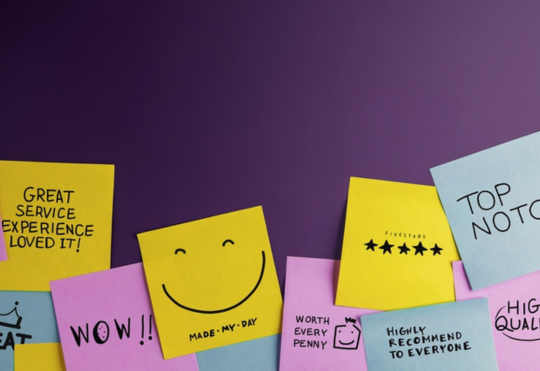 GREAT
SERVICE
EXPERIENCE
LOVED IT!
WOW!!
MADE·MY·DAY
FIVESTARS
WORTH
EVERY
PENNY
HIGHLY
RECOMMEND
TO EVERYONE
TOP